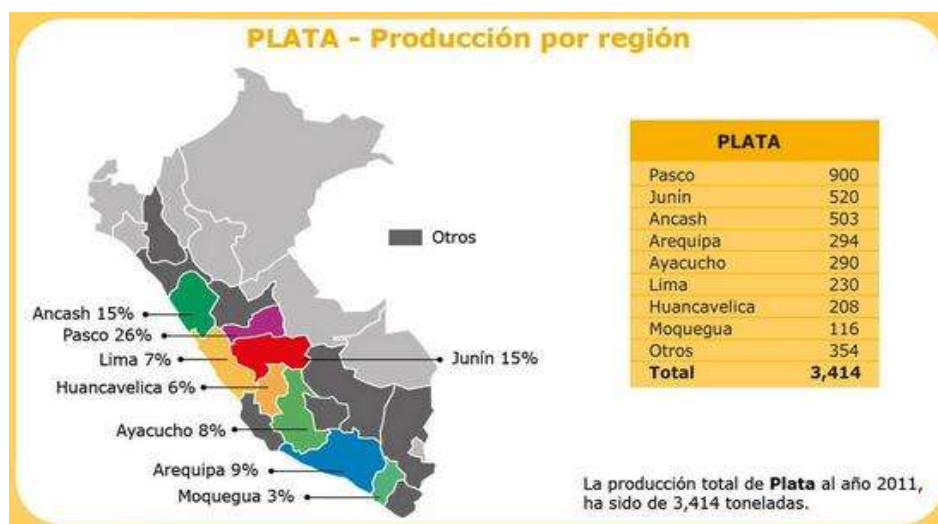 PLATA - Producción por región
Otros
Ancash 15%
Pasco 26%
Lima 7%
Junín 15%
Huancavelica 6%
Ayacucho 8%
Arequipa 9%
Moquegua 3%
PLATA
Pasco 900
Junín 520
Ancash 503
Arequipa 294
Ayacucho 290
Lima 230
Huancavelica 208
Moquegua 116
Otros 354
Total 3,414
La producción total de Plata al año 2011,
ha sido de 3,414 toneladas.